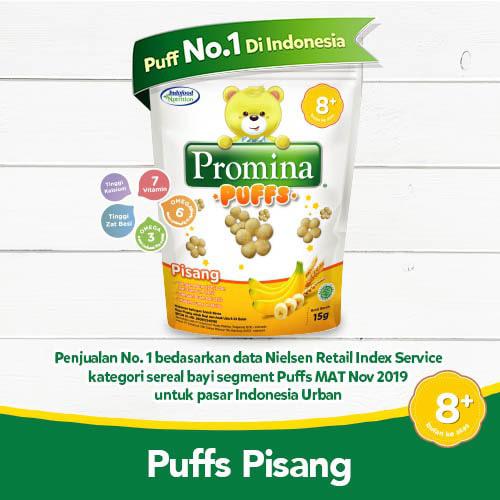 Puff No.1 Di Indonesia
Indofood
Nutrition
8+
Promina
PUFFS
Tinggi
Kalsium
7
Vitamin
OMEGA
6
Tinggi
Zat Besi
OMEGA
3
Pisang
15g
Penjualan No. 1 bedasarkan data Nielsen Retail Index Service
kategori sereal bayi segment Puffs MAT Nov 2019
untuk pasar Indonesia Urban
8+
bulan ke atas
Puffs Pisang